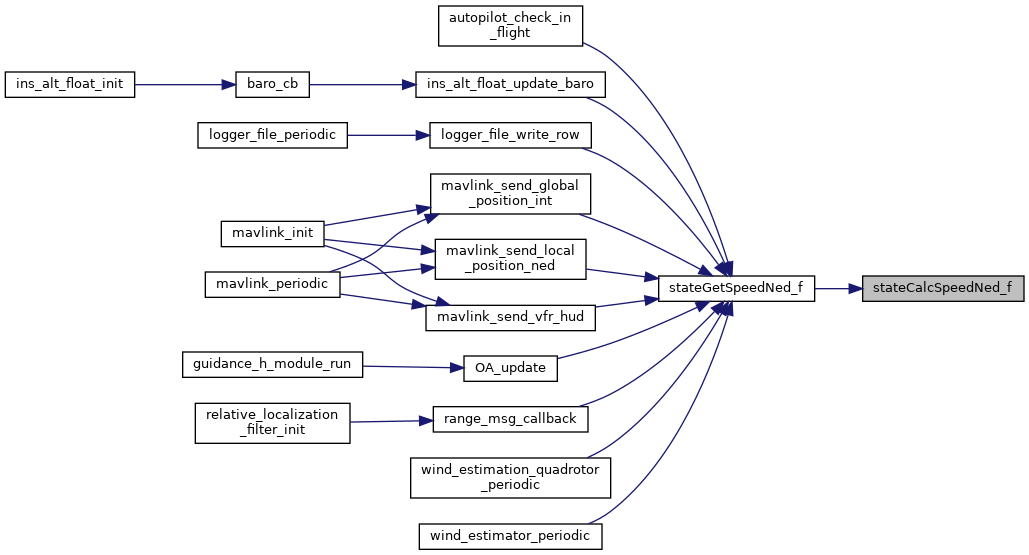 autopilot_check_in
_flight
ins_alt_float_init
baro_cb
ins_alt_float_update_baro
logger_file_periodic
logger_file_write_row
mavlink_send_global
_position_int
mavlink_init
mavlink_send_local
_position_ned
mavlink_periodic
stateGetSpeedNed_f
stateCalcSpeedNed_f
mavlink_send_vfr_hud
guidance_h_module_run
OA_update
relative_localization
_filter_init
range_msg_callback
wind_estimation_quadrotor
_periodic
wind_estimator_periodic